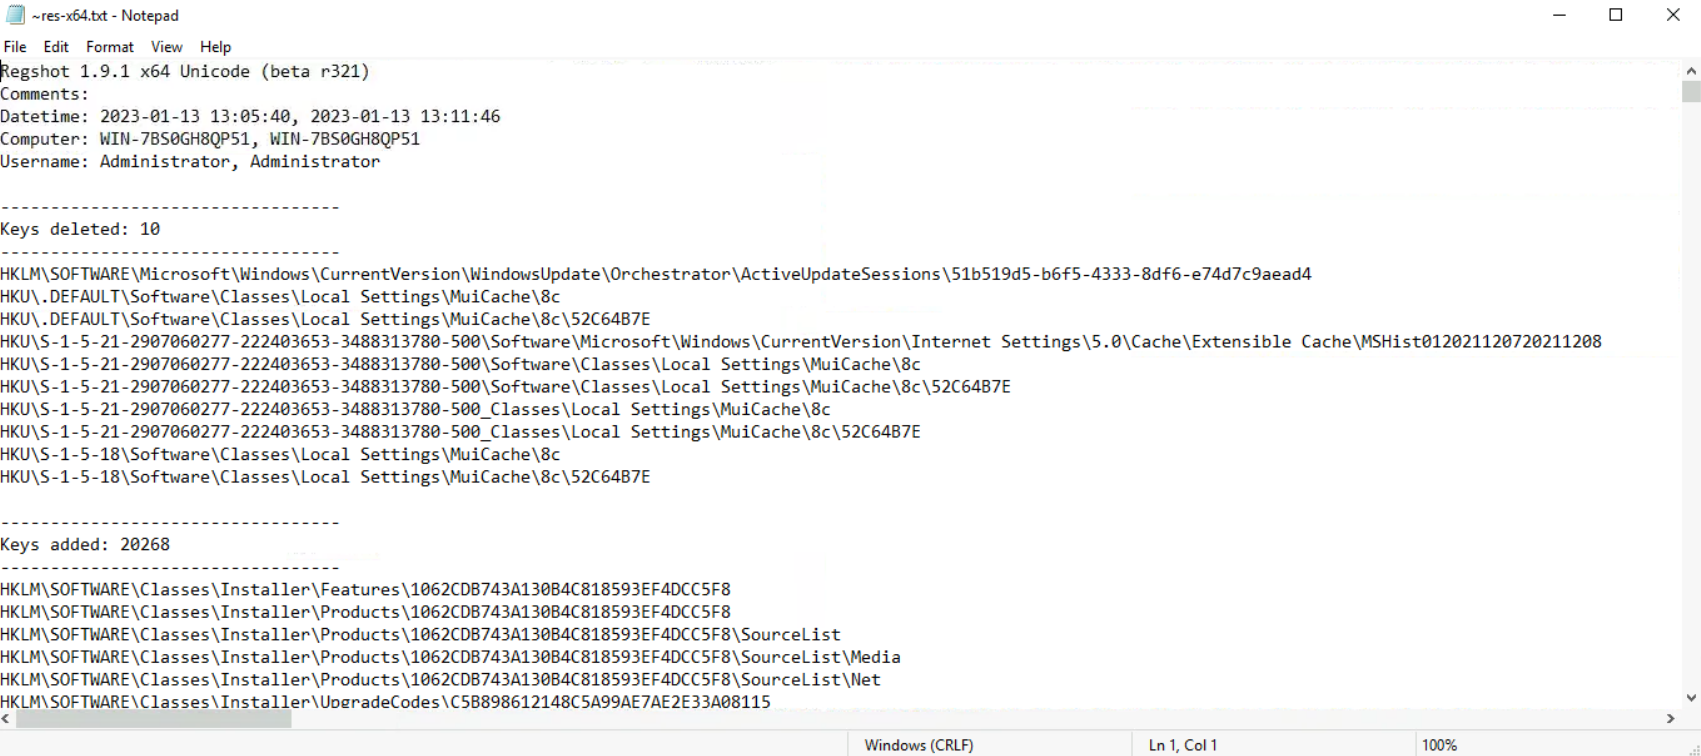 ~res-x64.txt - Notepad
File Edit Format View Help
Regshot 1.9.1 x64 Unicode (beta r321)
Comments:
Datetime: 2023-01-13 13:05:40, 2023-01-13 13:11:46
Computer: WIN-7BS0GH8QP51, WIN-7BS0GH8QP51
Username: Administrator, Administrator
----------------------------------
Keys deleted: 10
----------------------------------
HKLM\SOFTWARE\Microsoft\Windows\CurrentVersion\WindowsUpdate\Orchestrator\ActiveUpdateSessions\51b519d5-b6f5-4333-8df6-e74d7c9aead4
HKU\.DEFAULT\Software\Classes\Local Settings\MuiCache\8c
HKU\.DEFAULT\Software\Classes\Local Settings\MuiCache\8c\52C64B7E
HKU\S-1-5-21-2907060277-222403653-3488313780-500\Software\Microsoft\Windows\CurrentVersion\Internet Settings\5.0\Cache\Extensible Cache\MSHist012021120720211208
HKU\S-1-5-21-2907060277-222403653-3488313780-500\Software\Classes\Local Settings\MuiCache\8c
HKU\S-1-5-21-2907060277-222403653-3488313780-500\Software\Classes\Local Settings\MuiCache\8c\52C64B7E
HKU\S-1-5-21-2907060277-222403653-3488313780-500_Classes\Local Settings\MuiCache\8c
HKU\S-1-5-21-2907060277-222403653-3488313780-500_Classes\Local Settings\MuiCache\8c\52C64B7E
HKU\S-1-5-18\Software\Classes\Local Settings\MuiCache\8c
HKU\S-1-5-18\Software\Classes\Local Settings\MuiCache\8c\52C64B7E
----------------------------------
Keys added: 20268
----------------------------------
HKLM\SOFTWARE\Classes\Installer\Features\1062CDB743A130B4C818593EF4DCC5F8
HKLM\SOFTWARE\Classes\Installer\Products\1062CDB743A130B4C818593EF4DCC5F8
HKLM\SOFTWARE\Classes\Installer\Products\1062CDB743A130B4C818593EF4DCC5F8\SourceList
HKLM\SOFTWARE\Classes\Installer\Products\1062CDB743A130B4C818593EF4DCC5F8\SourceList\Media
HKLM\SOFTWARE\Classes\Installer\Products\1062CDB743A130B4C818593EF4DCC5F8\SourceList\Net
HKLM\SOFTWARE\Classes\Installer\UpgradeCodes\C5B898612148C5A99AE7AE2E33A08115
Windows (CRLF) Ln 1, Col 1 100%